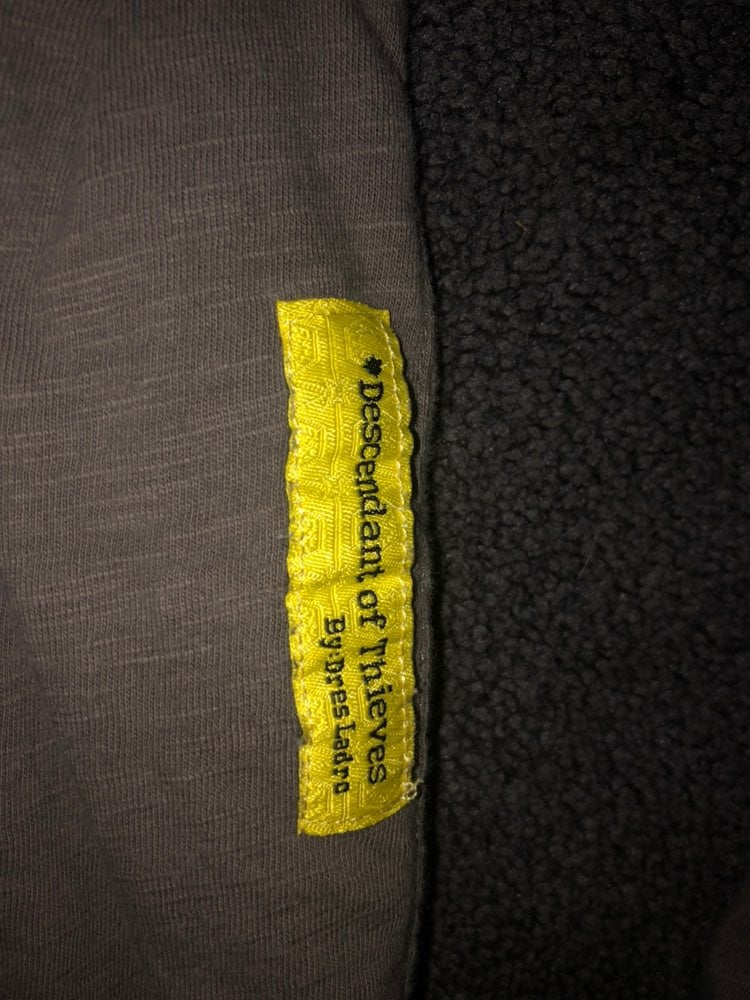 *Descendant of Thieves
By:Dres Ladro